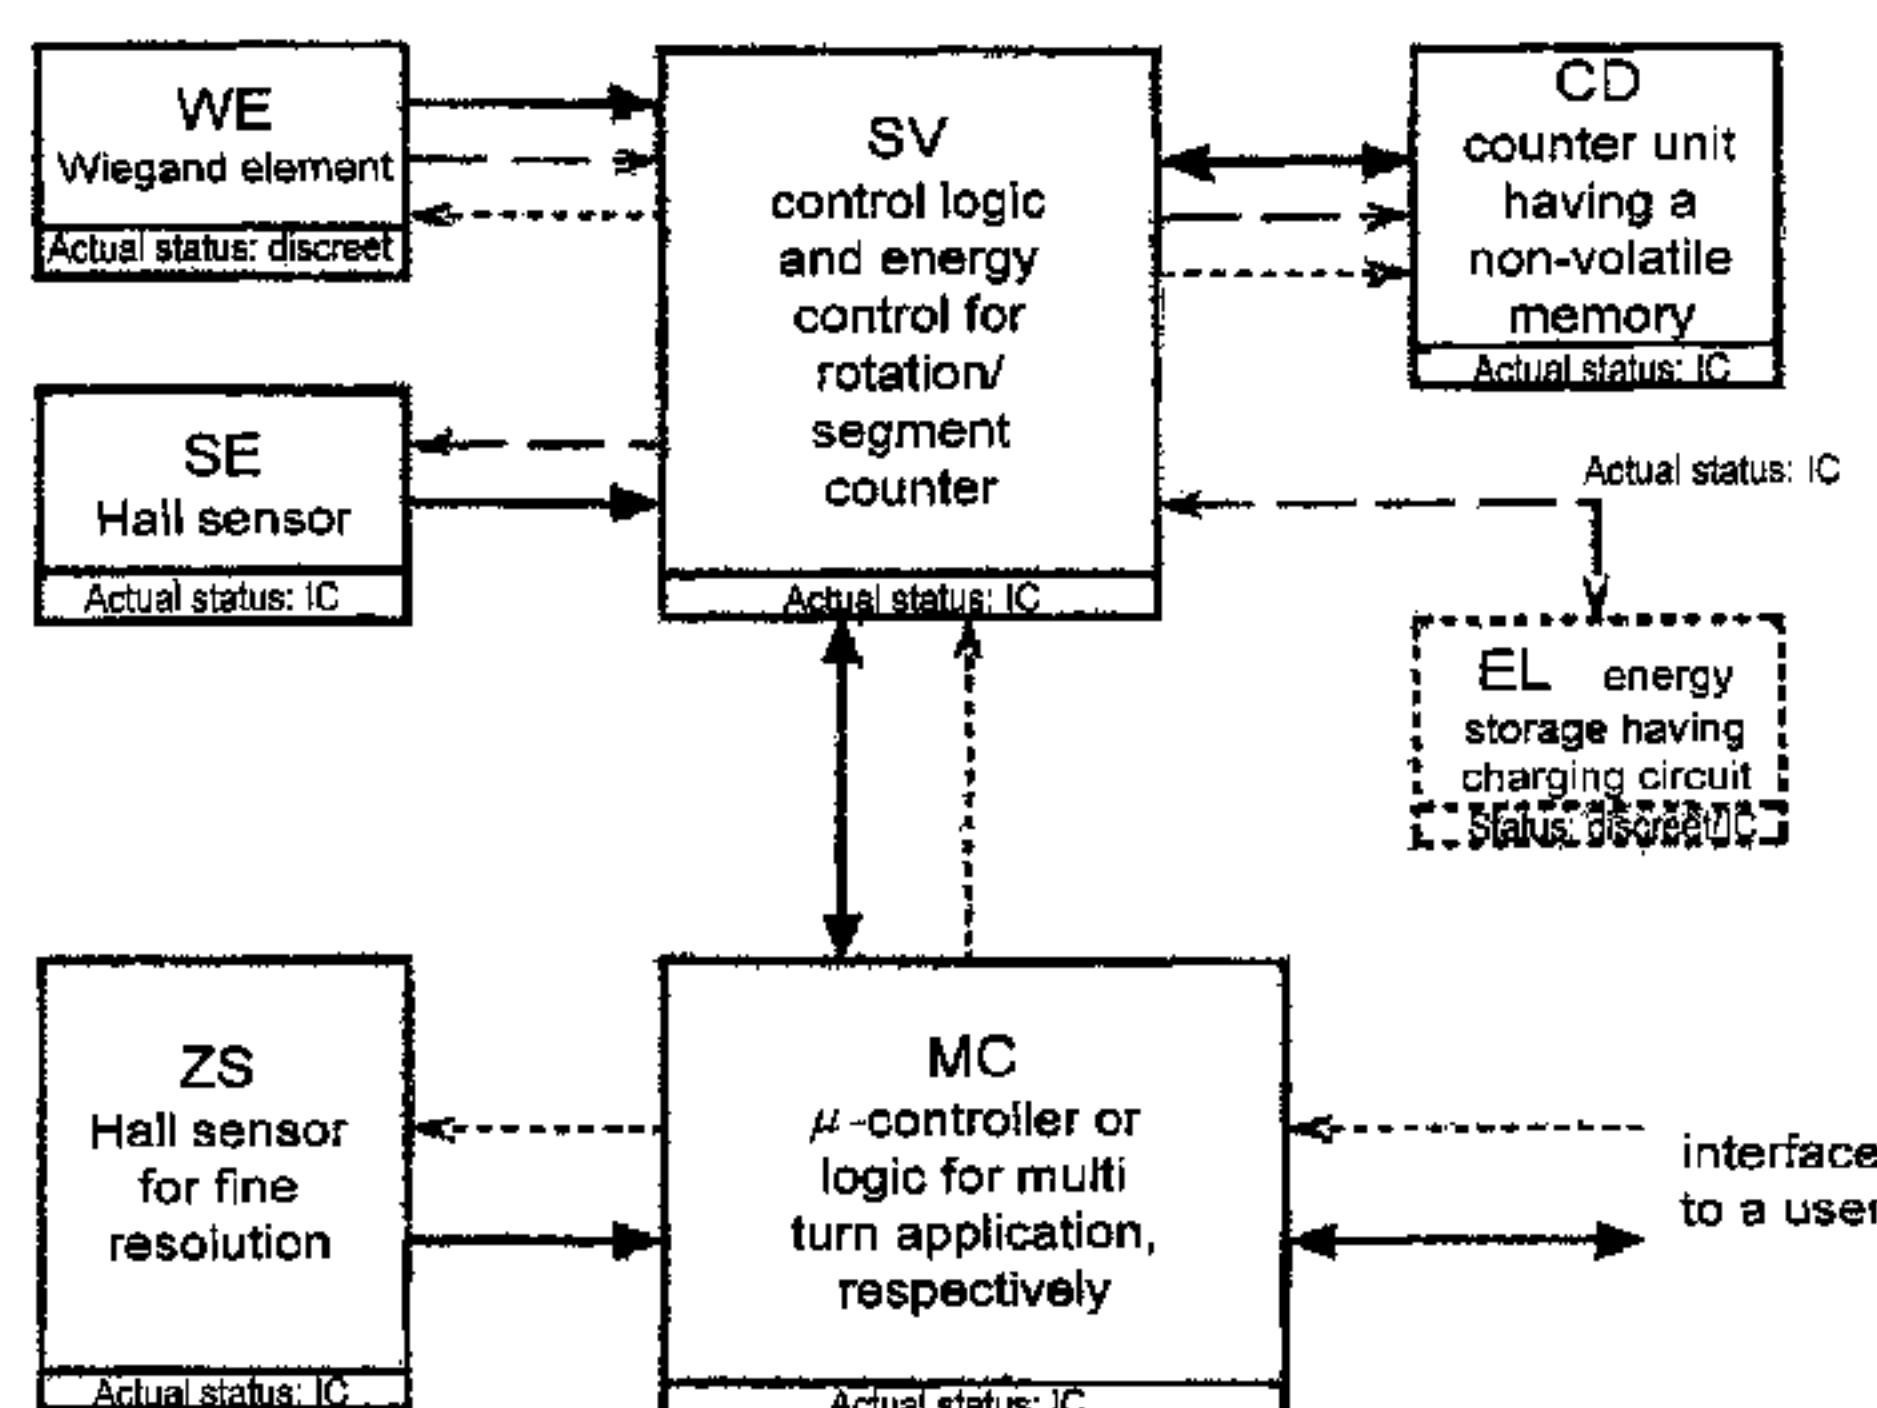 WE
Wiegand element
Actual status: discreet
SV
control logic
and energy
control for
rotation/
segment
counter
Actual status: IC
CD
counter unit
having a
non-volatile
memory
Actual status: IC
SE
Hall sensor
Actual status: IC
Actual status: IC
EL energy
storage having
charging circuit
Status: discreet/IC
ZS
Hall sensor
for fine
resolution
Actual status: IC
MC
μ-controller or
logic for multi
turn application,
respectively
Actual status: IC
interface
to a user